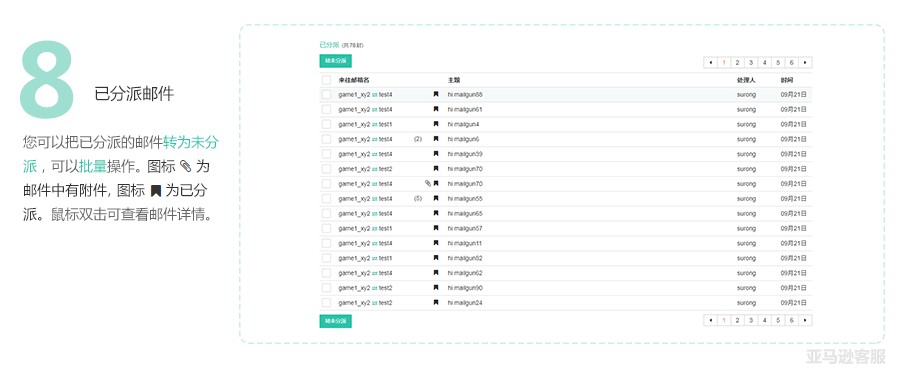 8
已分派邮件
您可以把已分派的邮件转为未分
派，可以批量操作。图标 为
邮件中有附件, 图标 为已分
派。鼠标双击可查看邮件详情。
已分派 (共78封)
转未分派
1 2 3 4 5 6
来往邮箱名 主题 处理人 时间
game1_xy2 test4 hi mailgun88 surong 09月21日
game1_xy2 test4 hi mailgun61 surong 09月21日
game1_xy2 test1 hi mailgun4 surong 09月21日
game1_xy2 test4 (2) hi mailgun6 surong 09月21日
game1_xy2 test4 hi mailgun39 surong 09月21日
game1_xy2 test2 hi mailgun70 surong 09月21日
game1_xy2 test4 hi mailgun70 surong 09月21日
game1_xy2 test4 (5) hi mailgun55 surong 09月21日
game1_xy2 test4 hi mailgun65 surong 09月21日
game1_xy2 test1 hi mailgun57 surong 09月21日
game1_xy2 test4 hi mailgun11 surong 09月21日
game1_xy2 test1 hi mailgun82 surong 09月21日
game1_xy2 test4 hi mailgun62 surong 09月21日
game1_xy2 test2 hi mailgun90 surong 09月21日
game1_xy2 test2 hi mailgun24 surong 09月21日
转未分派
1 2 3 4 5 6
亚马逊客服